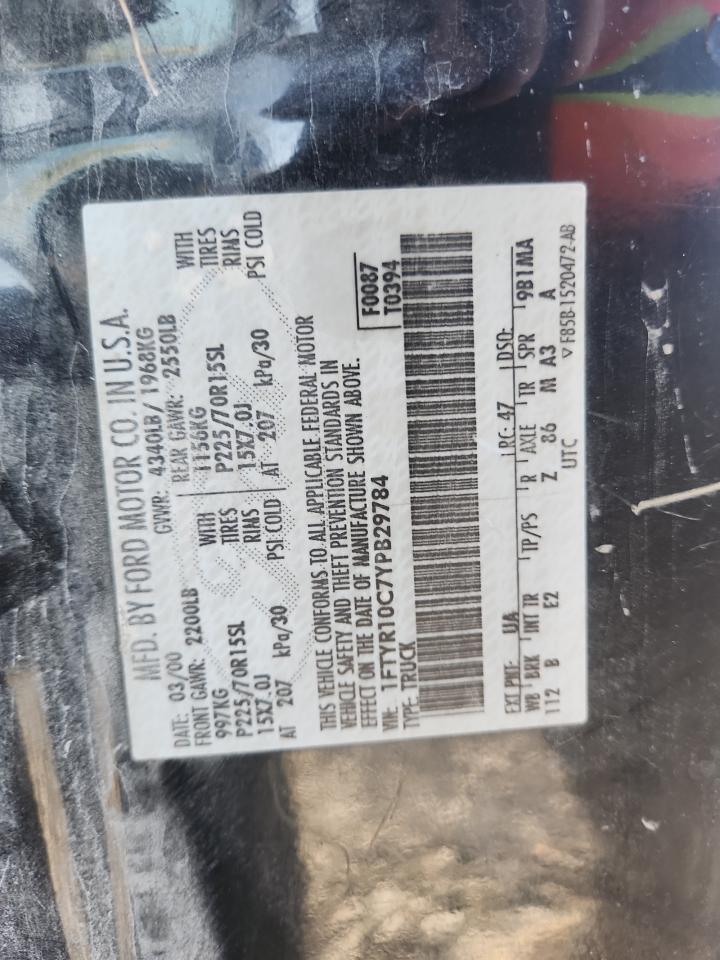 MFD. BY FORD MOTOR CO. IN U.S.A.
DATE: 03/00 GVWR: 4340LB/ 1968KG
FRONT GAWR: 2200LB REAR GAWR: 2550LB
997KG WITH 1156KG WITH
P225/70R15SL TIRES P225/70R15SL TIRES
15X7.0J RIMS 15X7.0J RIMS
AT 207 kPa/30 PSI COLD AT 207 kPa/30 PSI COLD
THIS VEHICLE CONFORMS TO ALL APPLICABLE FEDERAL MOTOR
VEHICLE SAFETY AND THEFT PREVENTION STANDARDS IN
EFFECT ON THE DATE OF MANUFACTURE SHOWN ABOVE.
VIN: 1FTYR10C7YPB29784 F0087
TYPE: TRUCK T0394
EXT PNT: UA RC: 47 DSO:
WB BRK INT TR TP/PS R AXLE TR SPR 9B1MA
112 B E2 Z 86 M A3 A
UTC ▽ F85B-1520472-AB